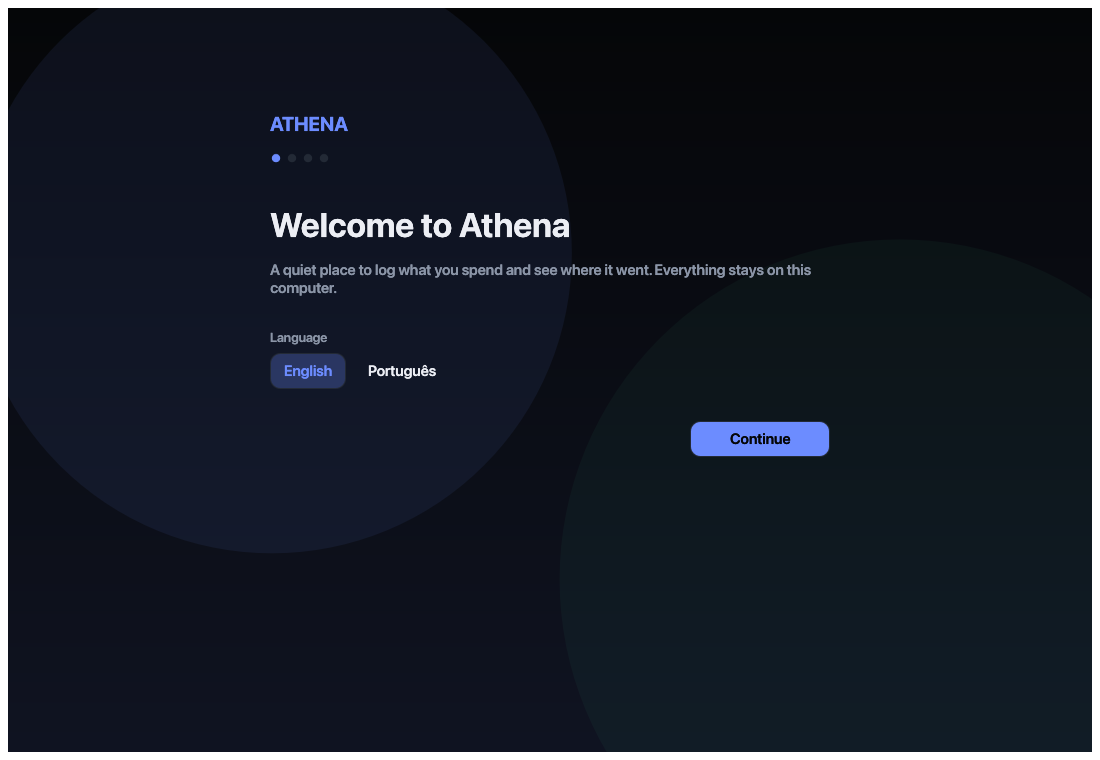 ATHENA
Welcome to Athena
A quiet place to log what you spend and see where it went. Everything stays on this
computer.
Language
English Português
Continue